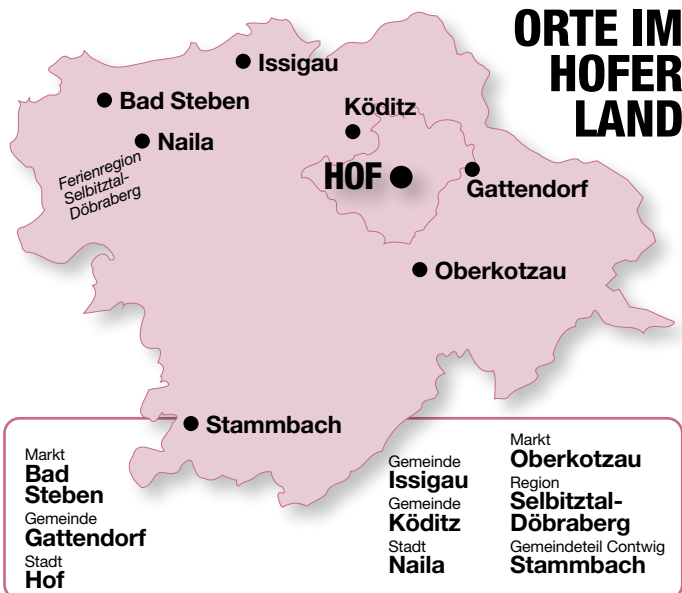 ORTE IM
HOFER
LAND
Issigau
Bad Steben
Köditz
Naila
Ferienregion
Selbitztal-
Döbraberg
HOF
Gattendorf
Oberkotzau
Stammbach
Markt
Bad
Steben
Gemeinde
Gattendorf
Stadt
Hof
Gemeinde
Issigau
Gemeinde
Köditz
Stadt
Naila
Markt
Oberkotzau
Region
Selbitztal-
Döbraberg
Gemeindeteil Contwig
Stammbach